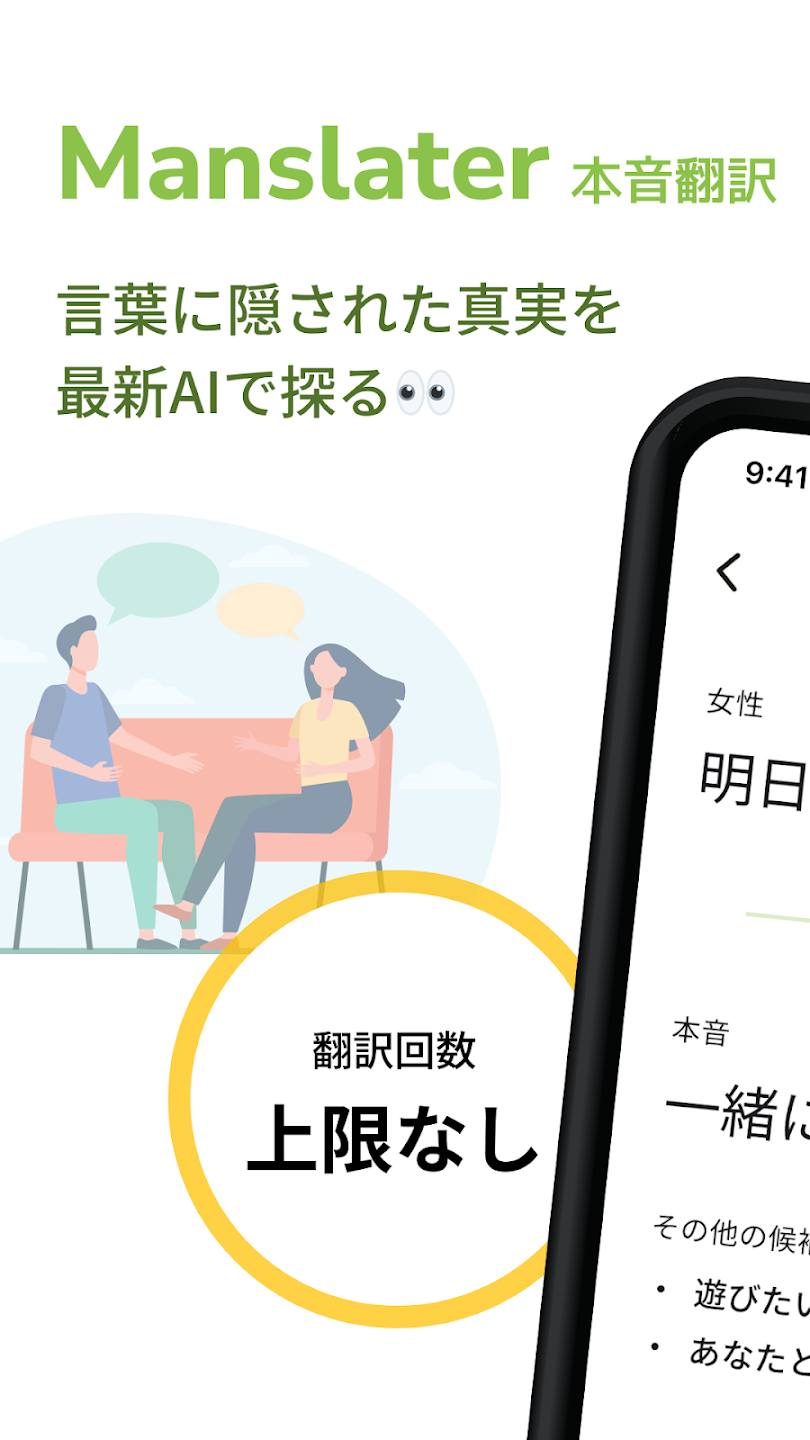 Manslater 本音翻訳
言葉に隠された真実を
最新AIで探る👀
9:41
女性
明日
本音
一緒に
その他の候補
• 遊びたい
• あなたと
翻訳回数
上限なし